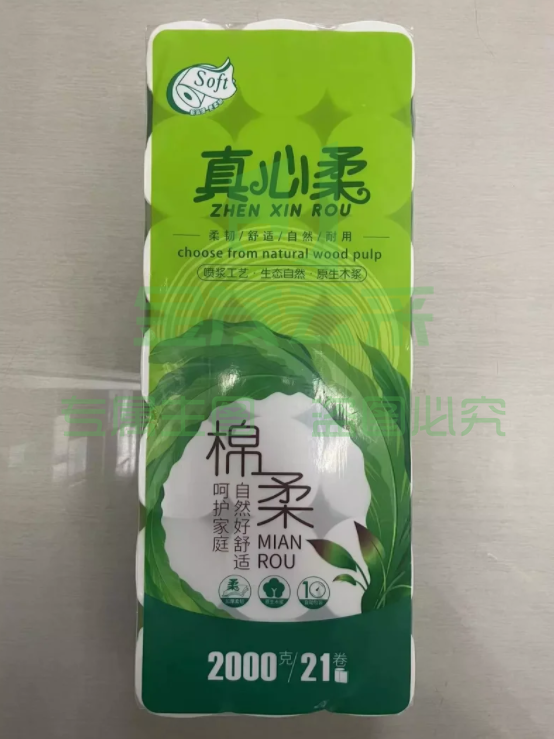 Soft
真心柔
ZHEN XIN ROU
柔韧/舒适/自然/耐用
choose from natural wood pulp
喷浆工艺·生态自然·原生木浆
棉柔
MIAN
ROU
自然好舒适
呵护家庭
2000克/21卷